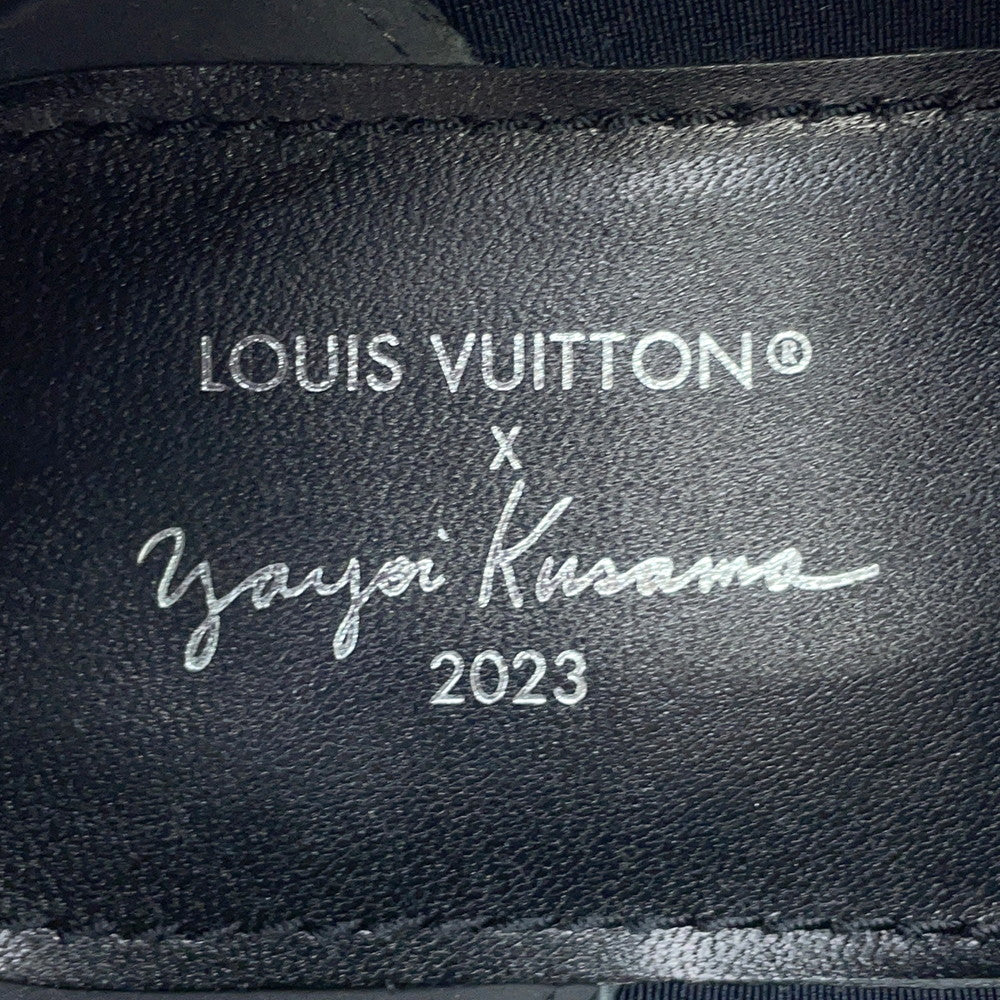 LOUIS VUITTON®
x
Yayoi Kusama
2023